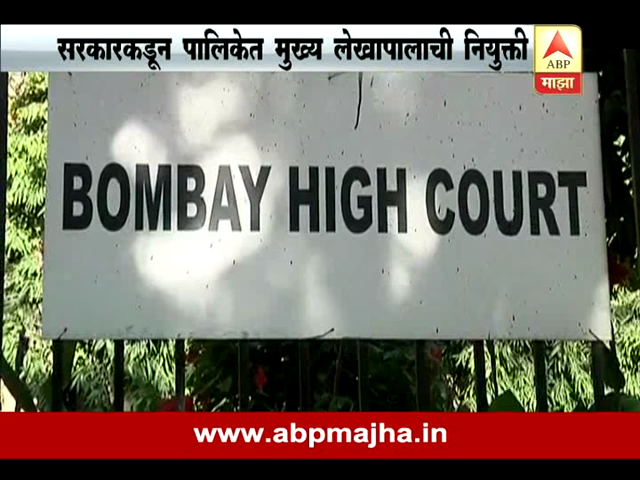 सरकारकडून पालिकेत मुख्य लेखापालाची नियुक्ती
ABP
माझा
BOMBAY HIGH COURT
www.abpmajha.in